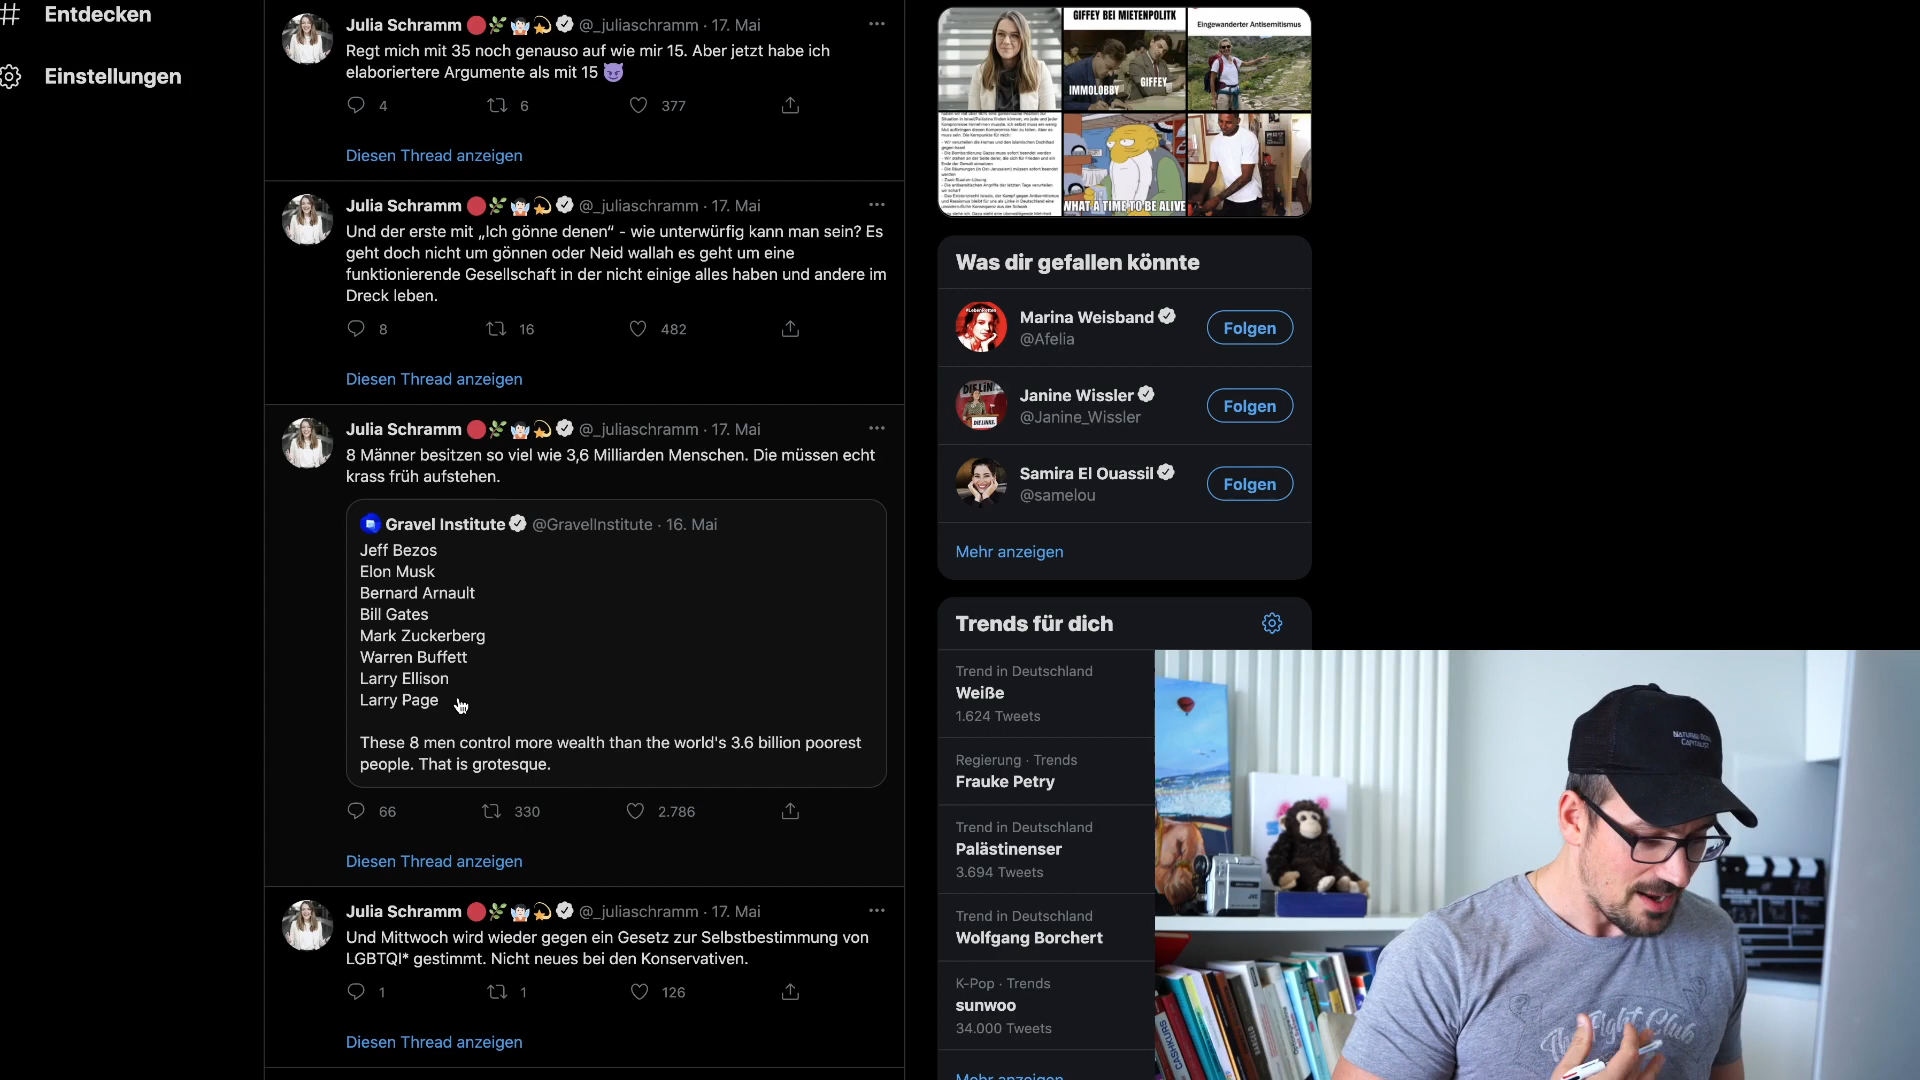 Entdecken
Einstellungen
Julia Schramm @_juliaschramm · 17. Mai
Regt mich mit 35 noch genauso auf wie mir 15. Aber jetzt habe ich
elaboriertere Argumente als mit 15
4 6 377
Diesen Thread anzeigen
Julia Schramm @_juliaschramm · 17. Mai
Und der erste mit „Ich gönne denen“ - wie unterwürfig kann man sein? Es
geht doch nicht um gönnen oder Neid wallah es geht um eine
funktionierende Gesellschaft in der nicht einige alles haben und andere im
Dreck leben.
8 16 482
Diesen Thread anzeigen
Julia Schramm @_juliaschramm · 17. Mai
8 Männer besitzen so viel wie 3,6 Milliarden Menschen. Die müssen echt
krass früh aufstehen.
Gravel Institute @GravelInstitute · 16. Mai
Jeff Bezos
Elon Musk
Bernard Arnault
Bill Gates
Mark Zuckerberg
Warren Buffett
Larry Ellison
Larry Page
These 8 men control more wealth than the world's 3.6 billion poorest
people. That is grotesque.
66 330 2.786
Diesen Thread anzeigen
Julia Schramm @_juliaschramm · 17. Mai
Und Mittwoch wird wieder gegen ein Gesetz zur Selbstbestimmung von
LGBTQI* gestimmt. Nicht neues bei den Konservativen.
1 1 126
Diesen Thread anzeigen
GIFFEY BEI MIETENPOLITK
IMMOLOBBY
GIFFEY
Eingewanderter Antisemitismus
WHAT A TIME TO BE ALIVE
Was dir gefallen könnte
Marina Weisband
@Afelia
Folgen
Janine Wissler
@Janine_Wissler
Folgen
Samira El Ouassil
@samelou
Folgen
Mehr anzeigen
Trends für dich
Trend in Deutschland
Weiße
1.624 Tweets
Regierung · Trends
Frauke Petry
Trend in Deutschland
Palästinenser
3.694 Tweets
Trend in Deutschland
Wolfgang Borchert
K-Pop · Trends
sunwoo
34.000 Tweets
Mehr anzeigen
The Fight Club
CASHKURS